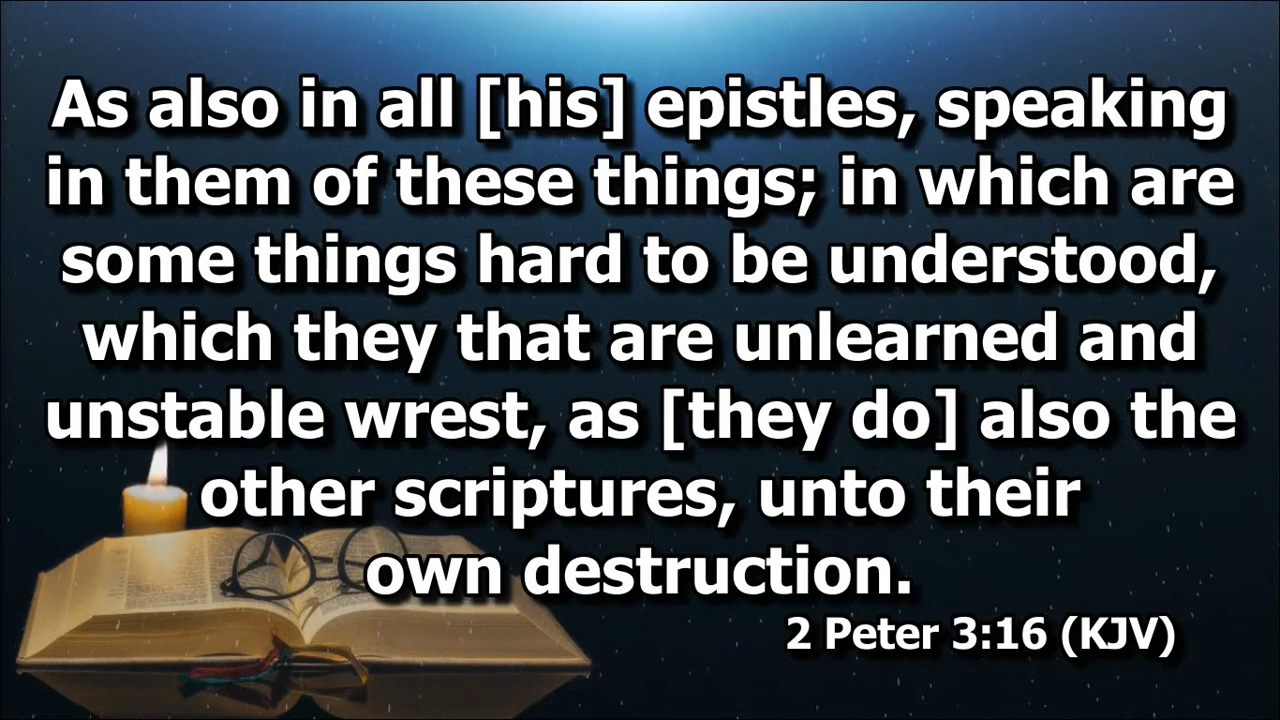 As also in all [his] epistles, speaking
in them of these things; in which are
some things hard to be understood,
which they that are unlearned and
unstable wrest, as [they do] also the
other scriptures, unto their
own destruction.
2 Peter 3:16 (KJV)